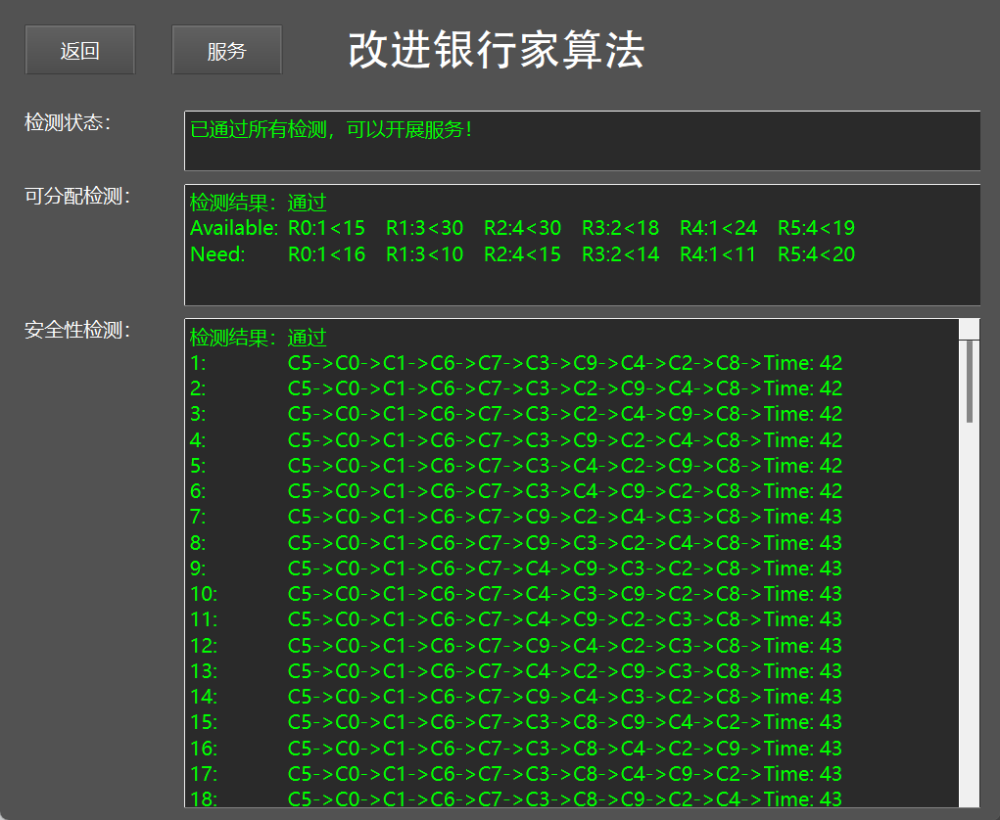 返回 服务 改进银行家算法
检测状态：
已通过所有检测，可以开展服务！
可分配检测：
检测结果：通过
Available: R0:1<15 R1:3<30 R2:4<30 R3:2<18 R4:1<24 R5:4<19
Need: R0:1<16 R1:3<10 R2:4<15 R3:2<14 R4:1<11 R5:4<20
安全性检测：
检测结果：通过
1: C5->C0->C1->C6->C7->C3->C9->C4->C2->C8->Time: 42
2: C5->C0->C1->C6->C7->C3->C2->C9->C4->C8->Time: 42
3: C5->C0->C1->C6->C7->C3->C2->C4->C9->C8->Time: 42
4: C5->C0->C1->C6->C7->C3->C9->C2->C4->C8->Time: 42
5: C5->C0->C1->C6->C7->C3->C4->C2->C9->C8->Time: 42
6: C5->C0->C1->C6->C7->C3->C4->C9->C2->C8->Time: 42
7: C5->C0->C1->C6->C7->C9->C2->C4->C3->C8->Time: 43
8: C5->C0->C1->C6->C7->C9->C3->C2->C4->C8->Time: 43
9: C5->C0->C1->C6->C7->C4->C9->C3->C2->C8->Time: 43
10: C5->C0->C1->C6->C7->C4->C3->C9->C2->C8->Time: 43
11: C5->C0->C1->C6->C7->C4->C9->C2->C3->C8->Time: 43
12: C5->C0->C1->C6->C7->C9->C4->C2->C3->C8->Time: 43
13: C5->C0->C1->C6->C7->C4->C2->C9->C3->C8->Time: 43
14: C5->C0->C1->C6->C7->C9->C4->C3->C2->C8->Time: 43
15: C5->C0->C1->C6->C7->C3->C8->C9->C4->C2->Time: 43
16: C5->C0->C1->C6->C7->C3->C8->C4->C2->C9->Time: 43
17: C5->C0->C1->C6->C7->C3->C8->C4->C9->C2->Time: 43
18: C5->C0->C1->C6->C7->C3->C8->C9->C2->C4->Time: 43